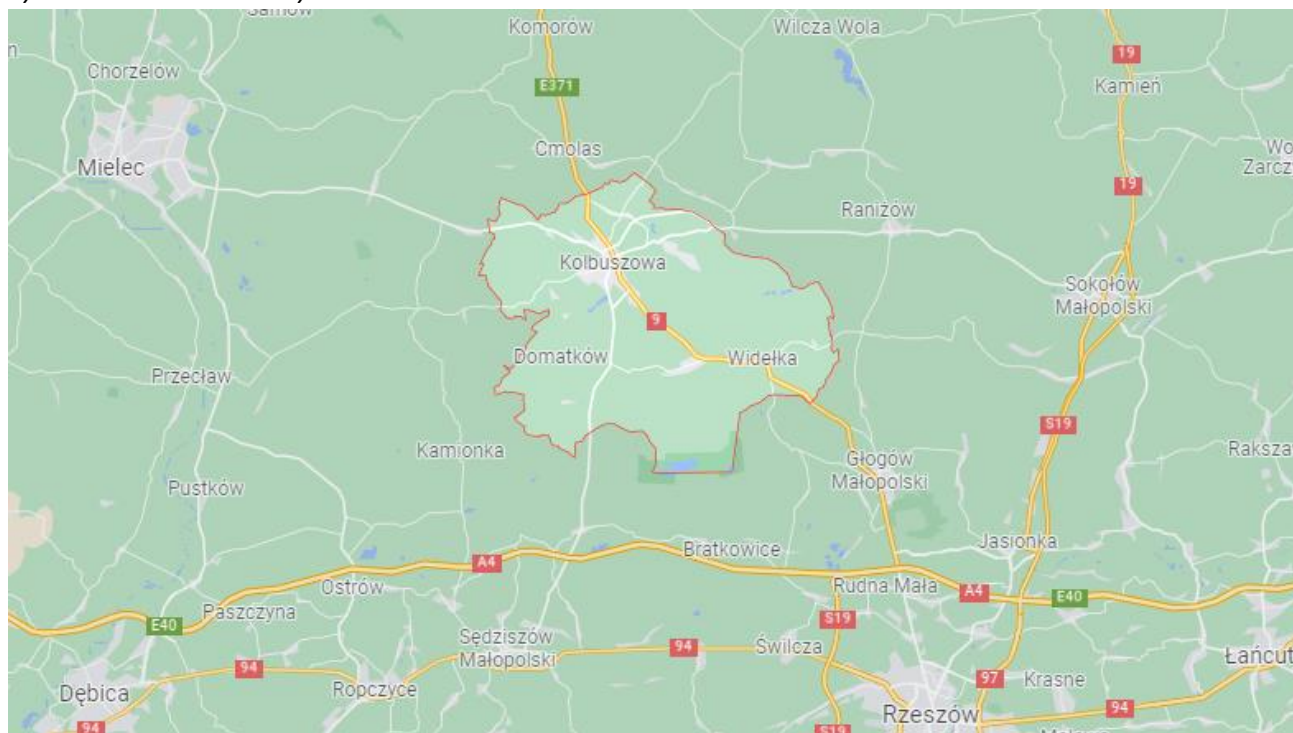 Komorów
Wilcza Wola
19
Chorzelów
E371
Kamień
Cmolas
Mielec
19
Raniżów
Kolbuszowa
Sokołów
Małopolski
9
Domatków
Widełka
Przecław
S19
Kamionka
Głogów
Małopolski
Pustków
Jasionka
Bratkowice
A4
Ostrów
Rudna Mała
A4
E40
Paszczyna
E40
S19
Sędziszów
Małopolski
94
Świlcza
Łańcut
94
97
Krasne
Dębica
Ropczyce
94
Rzeszów
94
S19